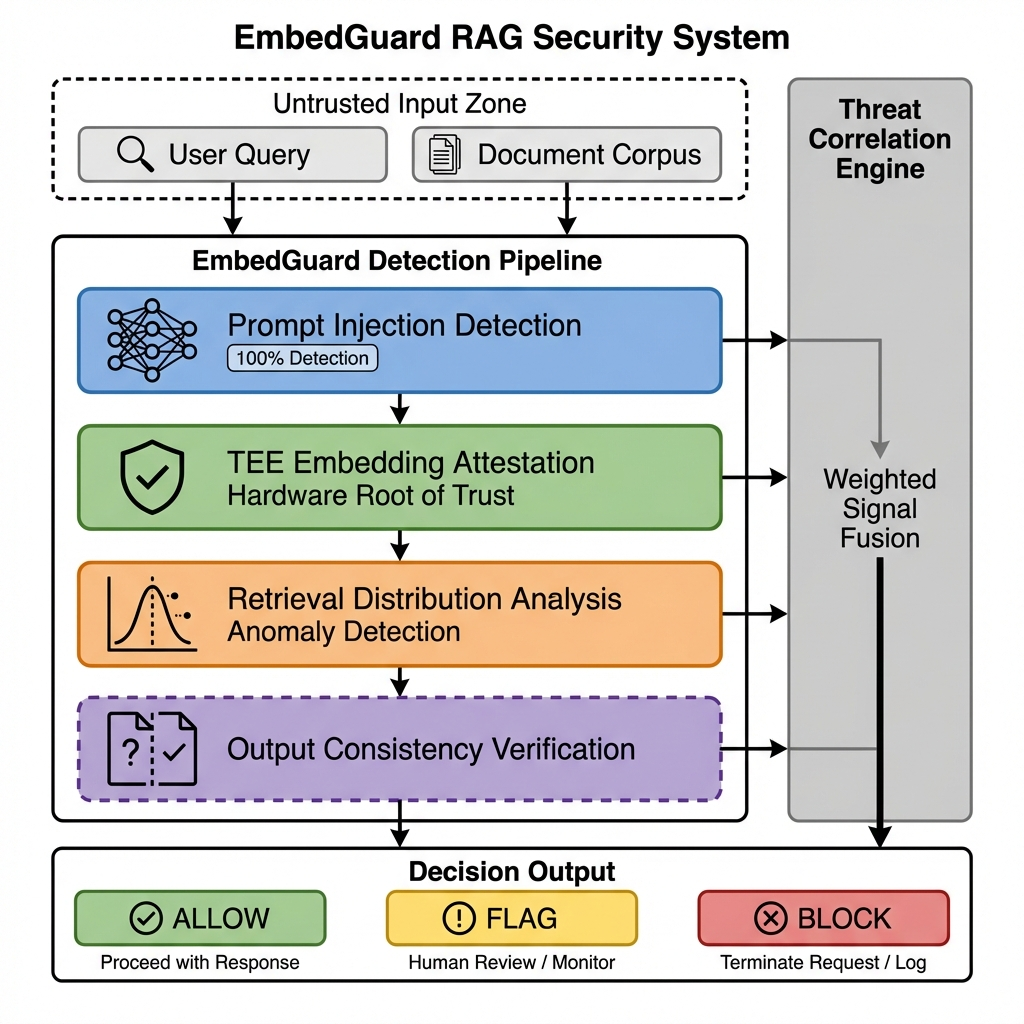 EmbedGuard RAG Security System
Untrusted Input Zone
User Query
Document Corpus
Threat
Correlation
Engine
EmbedGuard Detection Pipeline
Prompt Injection Detection
100% Detection
TEE Embedding Attestation
Hardware Root of Trust
Weighted
Signal
Fusion
Retrieval Distribution Analysis
Anomaly Detection
? 
Output Consistency Verification
Decision Output
ALLOW
Proceed with Response
! FLAG
Human Review / Monitor
BLOCK
Terminate Request / Log